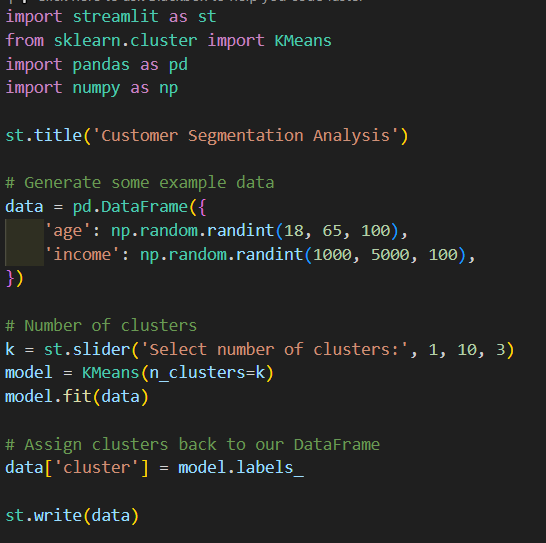 import streamlit as st
from sklearn.cluster import KMeans
import pandas as pd
import numpy as np

st.title('Customer Segmentation Analysis')

# Generate some example data
data = pd.DataFrame({
    'age': np.random.randint(18, 65, 100),
    'income': np.random.randint(1000, 5000, 100),
})

# Number of clusters
k = st.slider('Select number of clusters:', 1, 10, 3)
model = KMeans(n_clusters=k)
model.fit(data)

# Assign clusters back to our DataFrame
data['cluster'] = model.labels_

st.write(data)